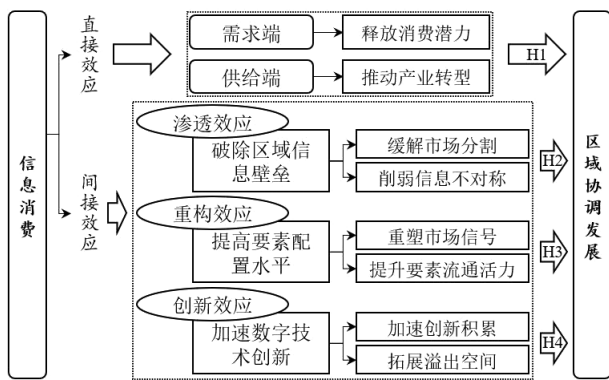 信息消费
直接效应
需求端
释放消费潜力
供给端
推动产业转型
H1
间接效应
渗透效应
破除区域信
息壁垒
缓解市场分割
削弱信息不对称
H2
重构效应
提高要素配
置水平
重塑市场信号
提升要素流通活力
H3
创新效应
加速数字技
术创新
加速创新积累
拓展溢出空间
H4
区域协调发展